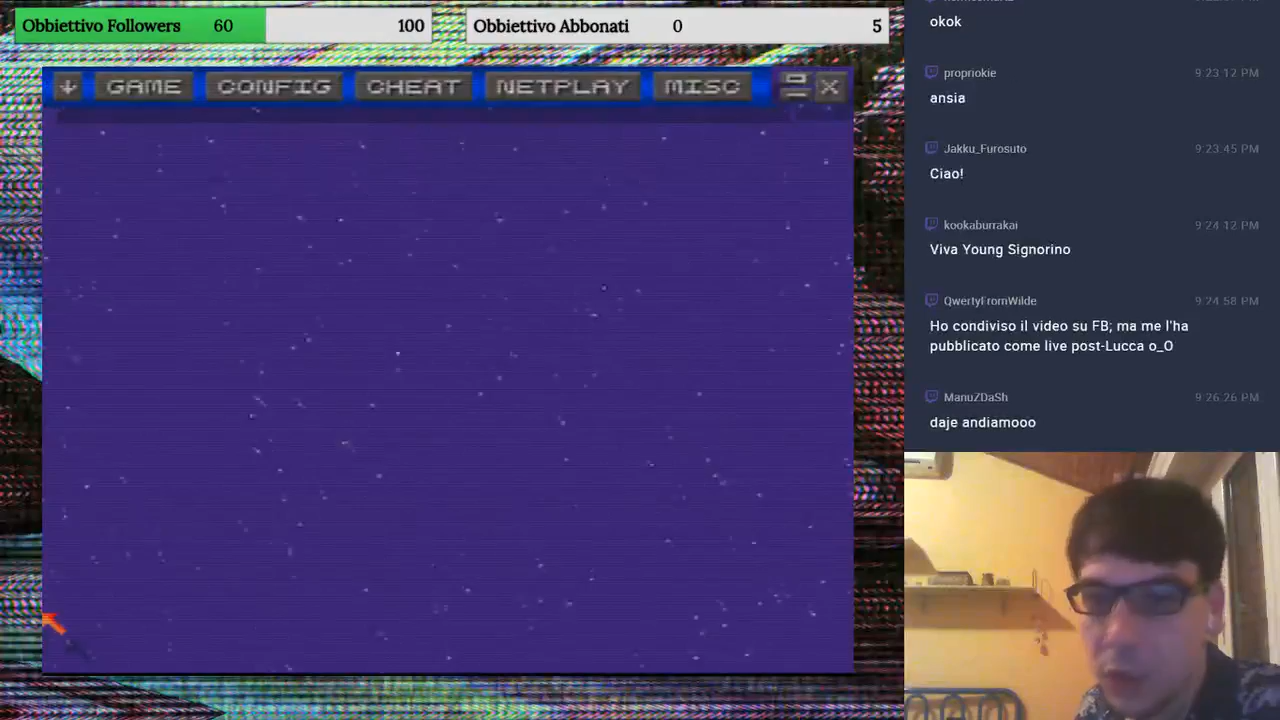 Obbiettivo Followers 60 100
Obbiettivo Abbonati 0 5
GAME CONFIG CHEAT NETPLAY MISC X
okok
propriokie 9:23:12 PM
ansia
Jakku_Furosuto 9:23:45 PM
Ciao!
kookaburrakai 9:24:12 PM
Viva Young Signorino
QwertyFromWilde 9:24:58 PM
Ho condiviso il video su FB; ma me l'ha
pubblicato come live post-Lucca o_O
ManuZDaSh 9:26:26 PM
daje andiamooo